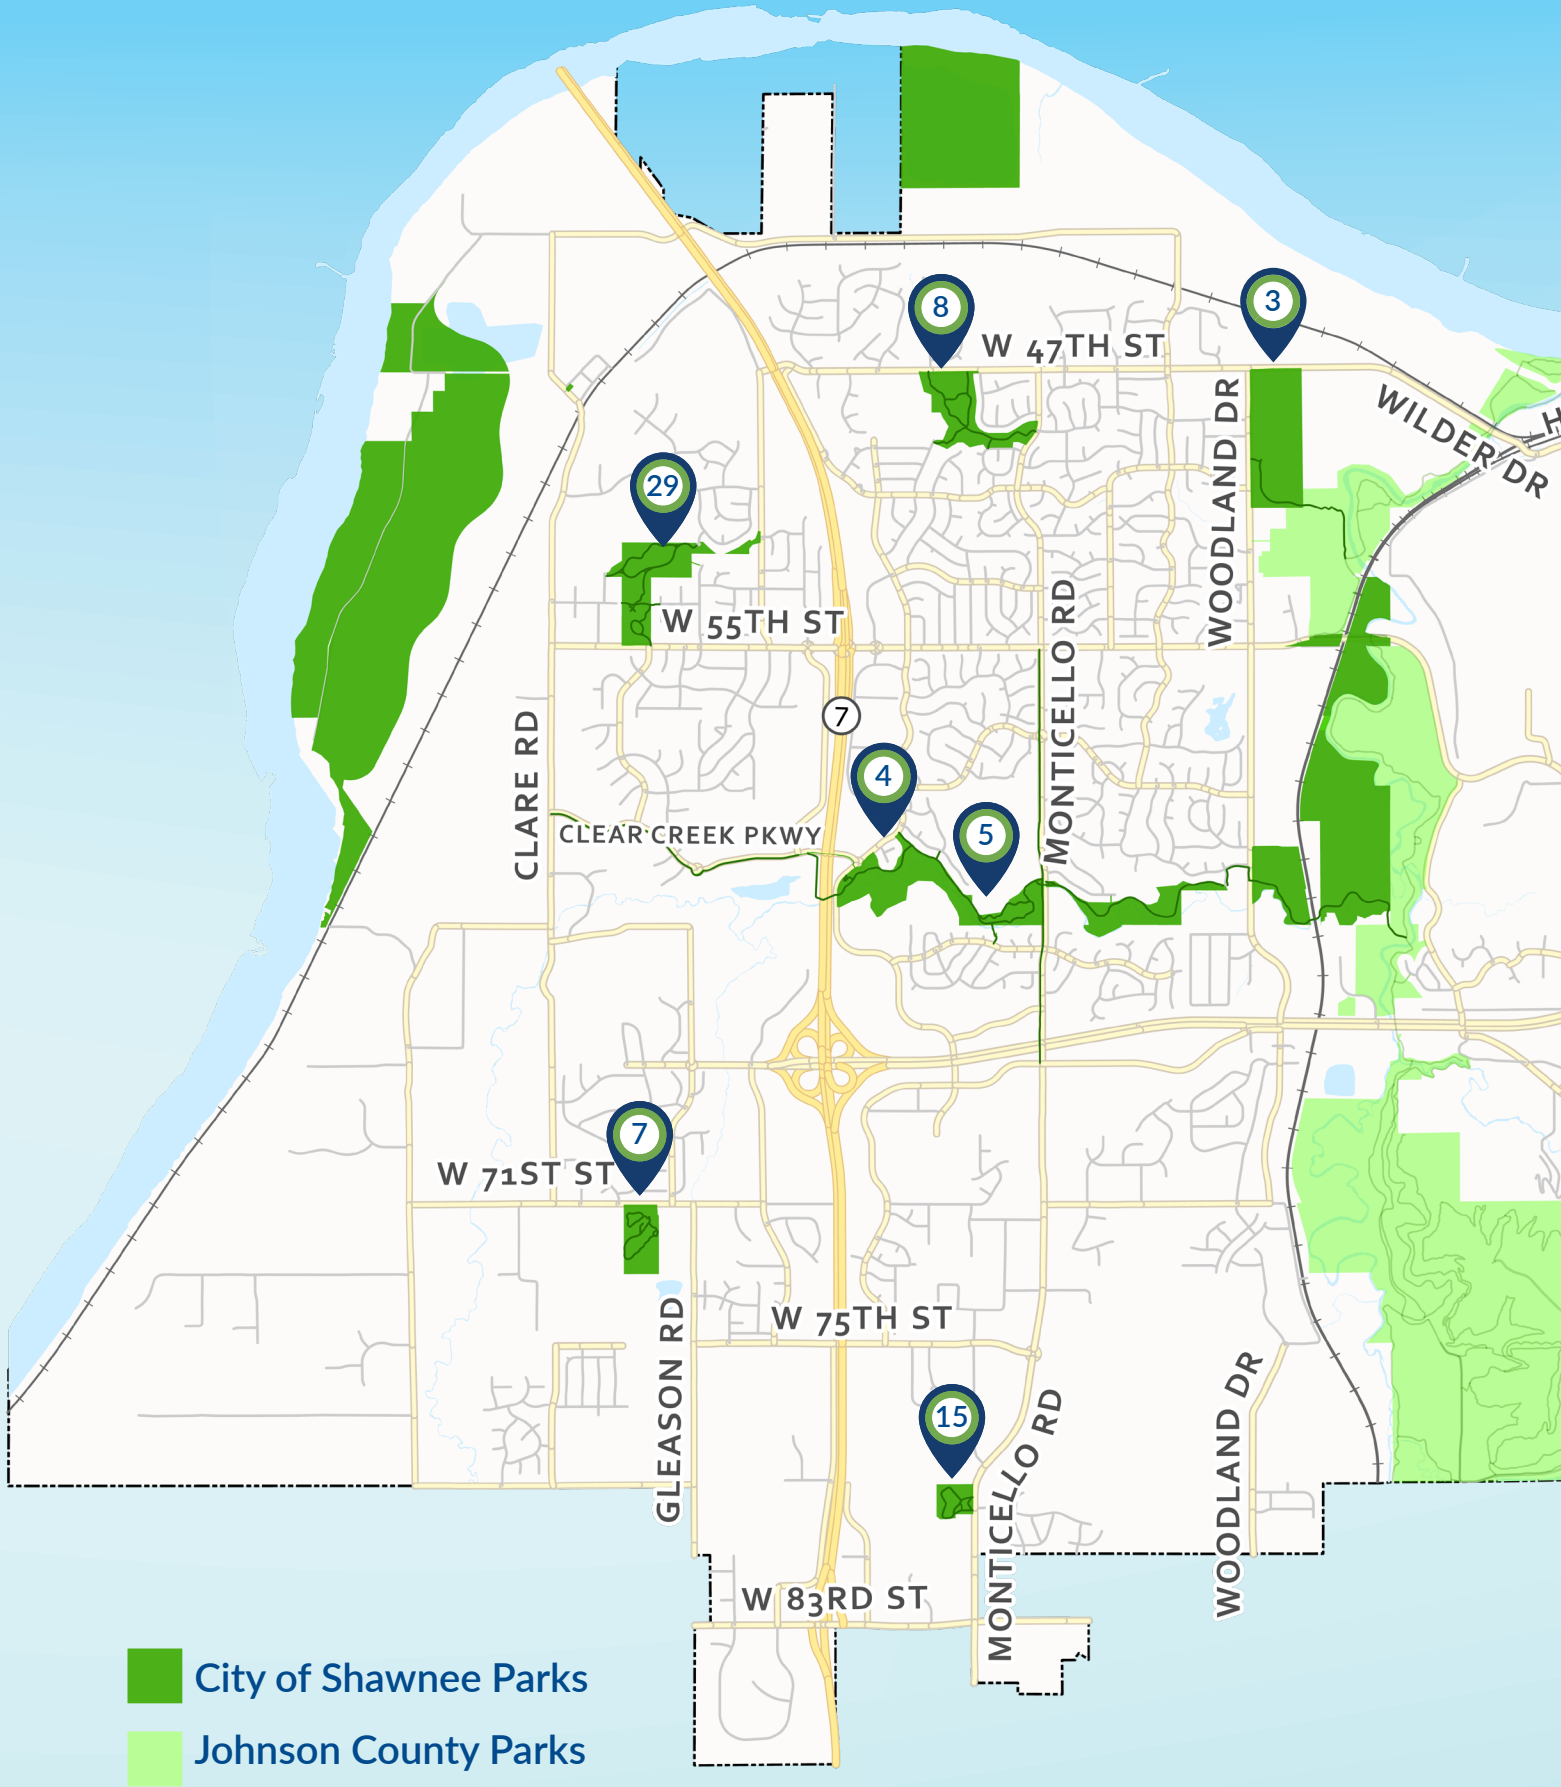 8
3
W 47TH ST
WILDER DR
H
WOODLAND DR
29
W 55TH ST
MONTICELLO RD
7
CLARE RD
4
5
CLEAR CREEK PKWY
7
W 71ST ST
GLEASON RD
W 75TH ST
15
MONTICELLO RD
WOODLAND DR
W 83RD ST
City of Shawnee Parks
Johnson County Parks